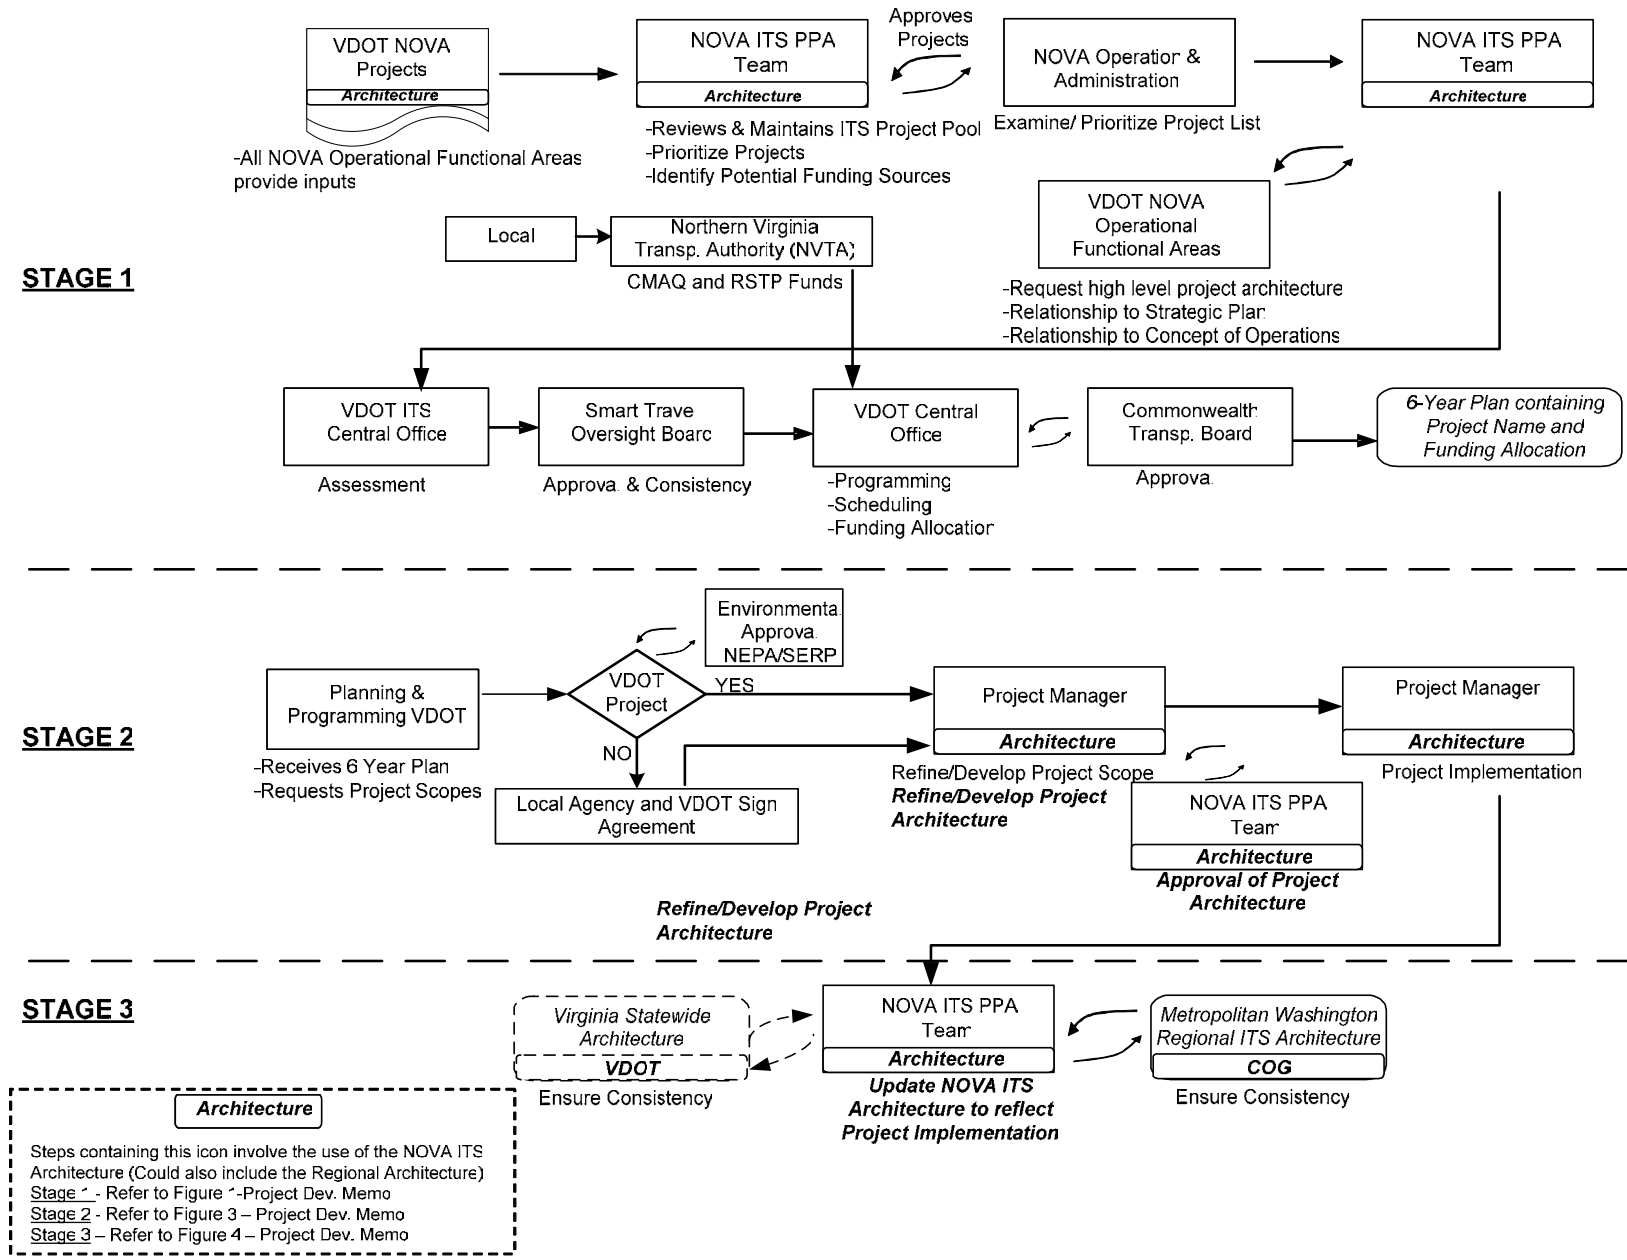 VDOT NOVA
Projects
Architecture
-All NOVA Operational Functional Areas
provide inputs
NOVA ITS PPA
Team
Architecture
-Reviews & Maintains ITS Project Pool
-Prioritize Projects
-Identify Potential Funding Sources
Approves
Projects
NOVA Operation &
Administration
Examine/ Prioritize Project List
NOVA ITS PPA
Team
Architecture
VDOT NOVA
Operational
Functional Areas
-Request high level project architecture
-Relationship to Strategic Plan
-Relationship to Concept of Operations
Local
Northern Virginia
Transp. Authority (NVTA)
CMAQ and RSTP Funds
STAGE 1
VDOT ITS
Central Office
Assessment
Smart Trave
Oversight Board
Approva. & Consistency
VDOT Central
Office
-Programming
-Scheduling
-Funding Allocation
Commonwealth
Transp. Board
Approva.
6-Year Plan containing
Project Name and
Funding Allocation
STAGE 2
Planning &
Programming VDOT
-Receives 6 Year Plan
-Requests Project Scopes
VDOT
Project
Environmenta.
Approva.
NEPA/SERP
YES
NO
Local Agency and VDOT Sign
Agreement
Project Manager
Architecture
Refine/Develop Project Scope
Refine/Develop Project
Architecture
NOVA ITS PPA
Team
Architecture
Approval of Project
Architecture
Project Manager
Architecture
Project Implementation
Refine/Develop Project
Architecture
STAGE 3
Virginia Statewide
Architecture
VDOT
Ensure Consistency
NOVA ITS PPA
Team
Architecture
Update NOVA ITS
Architecture to reflect
Project Implementation
Metropolitan Washington
Regional ITS Architecture
COG
Ensure Consistency
Architecture
Steps containing this icon involve the use of the NOVA ITS
Architecture (Could also include the Regional Architecture)
Stage 1 - Refer to Figure 1-Project Dev. Memo
Stage 2 - Refer to Figure 3 – Project Dev. Memo
Stage 3 – Refer to Figure 4 – Project Dev. Memo